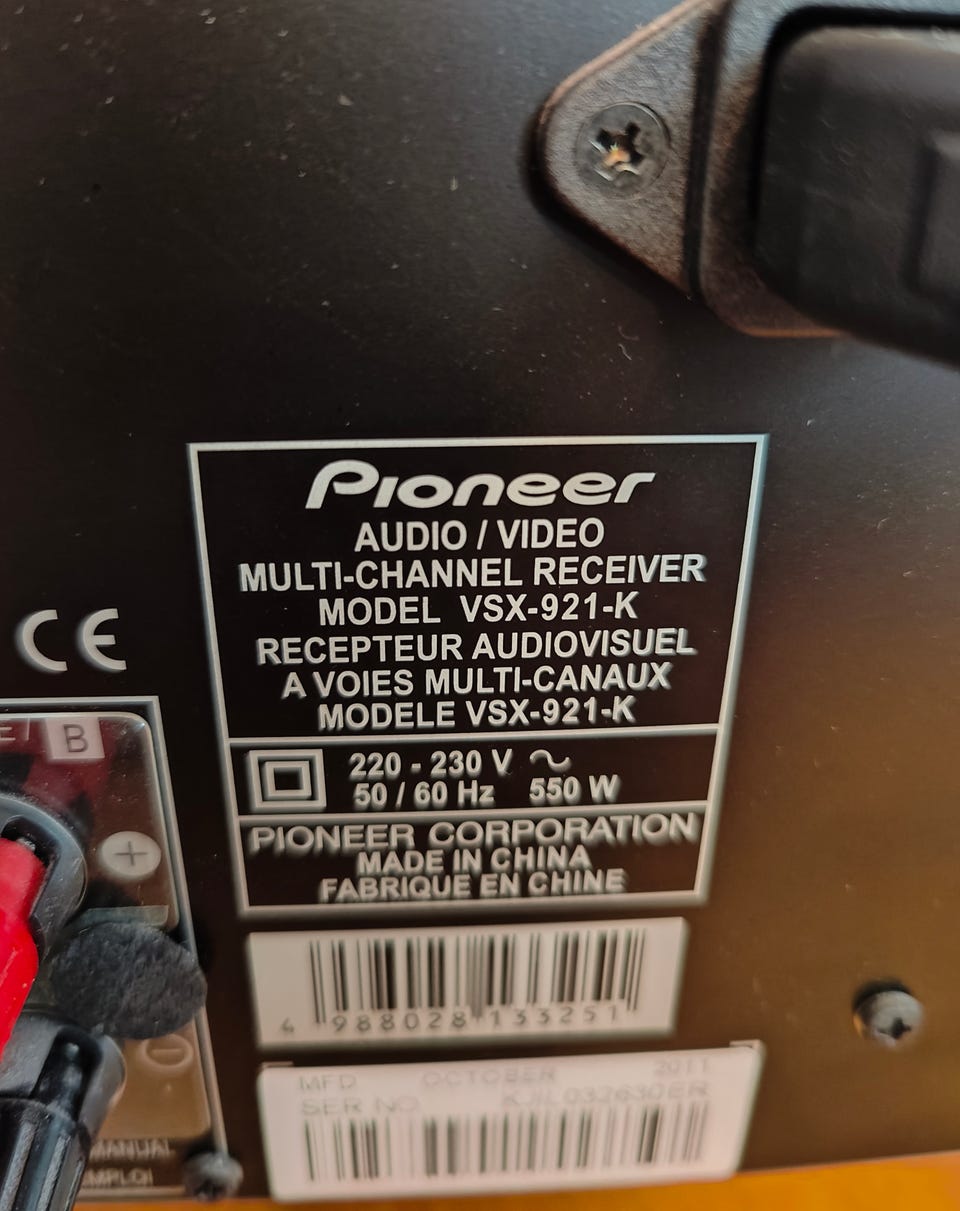 Pioneer
AUDIO / VIDEO
MULTI-CHANNEL RECEIVER
MODEL VSX-921-K
RECEPTEUR AUDIOVISUEL
A VOIES MULTI-CANAUX
MODELE VSX-921-K
220 - 230 V ~
50 / 60 Hz 550 W
PIONEER CORPORATION
MADE IN CHINA
FABRIQUE EN CHINE
CE
B
+
−
4 988028 133251
MFD OCTOBER 2011
SER NO.
MANUAL